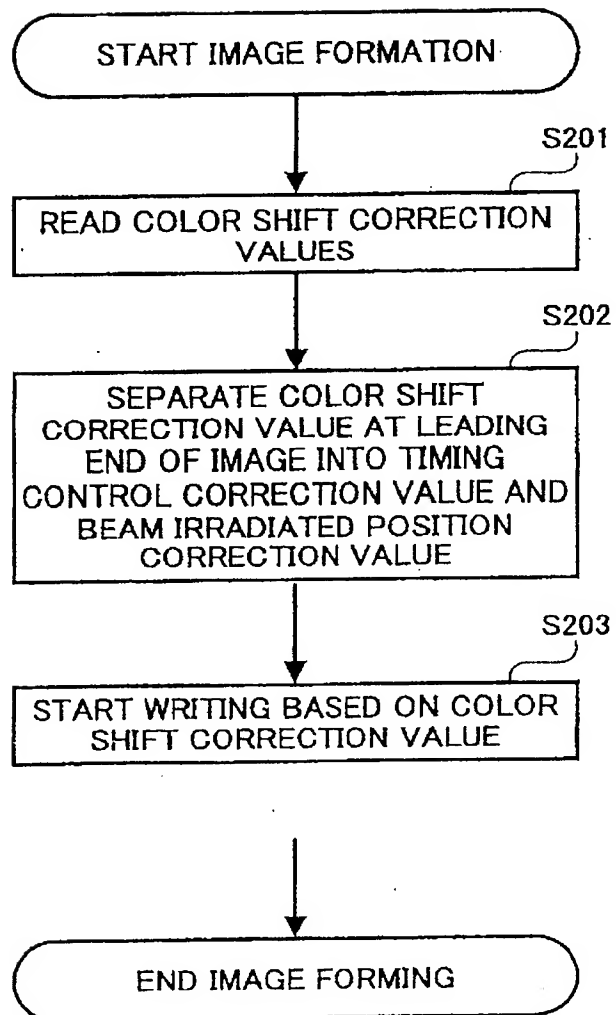 START IMAGE FORMATION
S201
READ COLOR SHIFT CORRECTION
VALUES
S202
SEPARATE COLOR SHIFT
CORRECTION VALUE AT LEADING
END OF IMAGE INTO TIMING
CONTROL CORRECTION VALUE AND
BEAM IRRADIATED POSITION
CORRECTION VALUE
S203
START WRITING BASED ON COLOR
SHIFT CORRECTION VALUE
END IMAGE FORMING